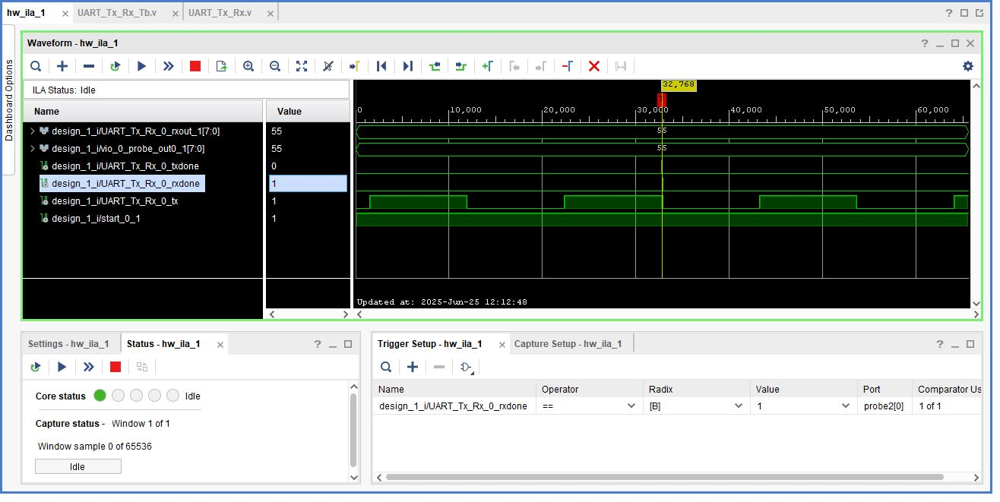 hw_ila_1 × UART_Tx_Rx_Tb.v × UART_Tx_Rx.v ×
Dashboard Options
Waveform - hw_ila_1
ILA Status: Idle
Name Value
32,768
0 10,000 20,000 30,000 40,000 50,000 60,000
design_1_i/UART_Tx_Rx_0_rxout_1[7:0] 55 55
design_1_i/vio_0_probe_out0_1[7:0] 55 55
design_1_i/UART_Tx_Rx_0_txdone 0
design_1_i/UART_Tx_Rx_0_rxdone 1
design_1_i/UART_Tx_Rx_0_tx 1
design_1_i/start_0_1 1
Updated at: 2025-Jun-25 12:12:48
Settings - hw_ila_1 Status - hw_ila_1 ×
Core status Idle
Capture status - Window 1 of 1
Window sample 0 of 65536
Idle
Trigger Setup - hw_ila_1 × Capture Setup - hw_ila_1
Name Operator Radix Value Port Comparator Us
design_1_i/UART_Tx_Rx_0_rxdone == [B] 1 probe2[0] 1 of 1